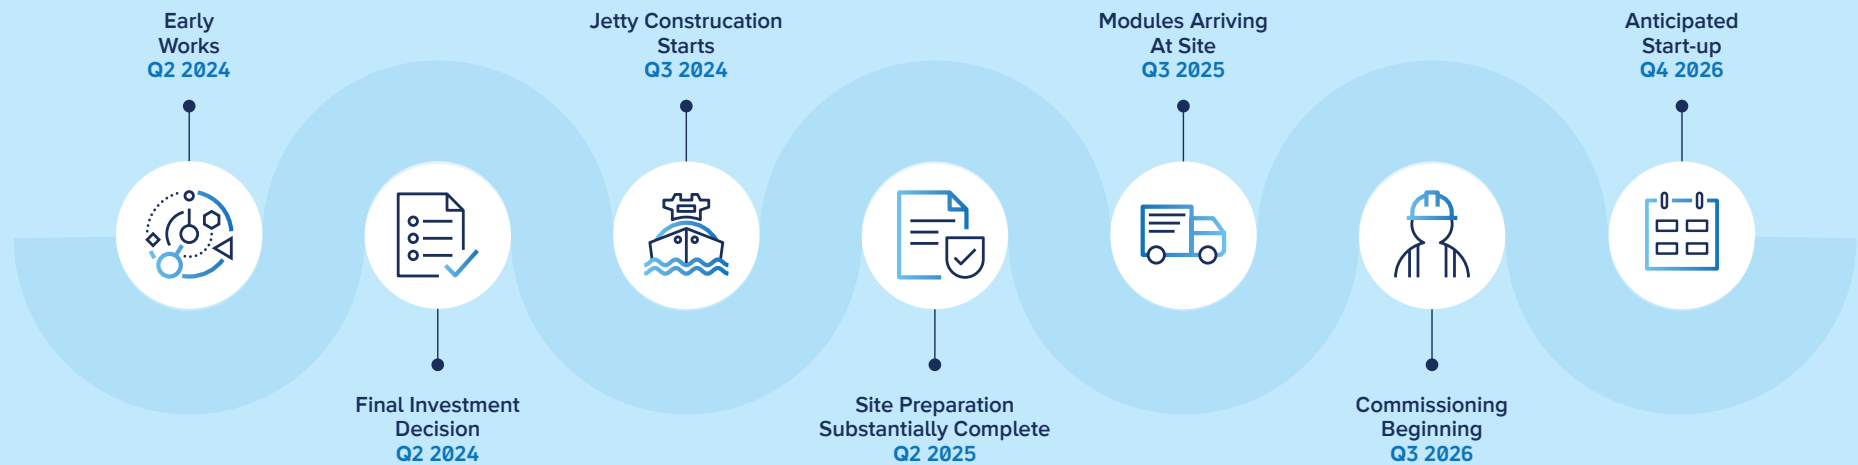 Early
Works
Q2 2024
Final Investment
Decision
Q2 2024
Jetty Construcation
Starts
Q3 2024
Site Preparation
Substantially Complete
Q2 2025
Modules Arriving
At Site
Q3 2025
Commissioning
Beginning
Q3 2026
Anticipated
Start-up
Q4 2026